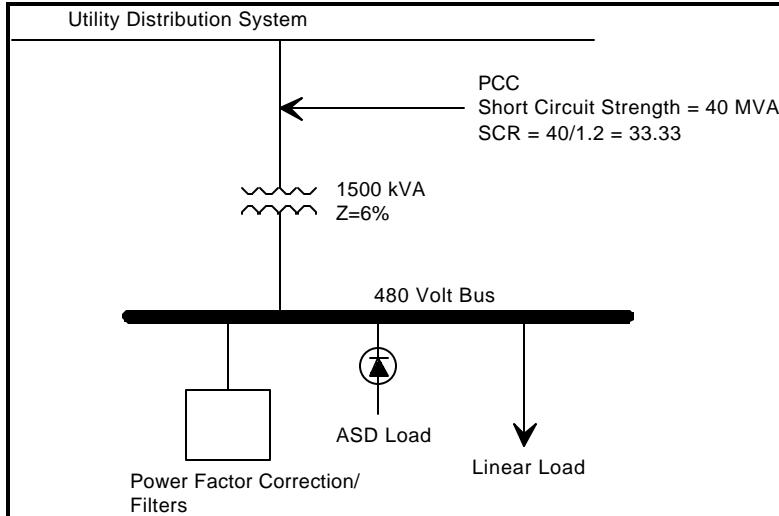 Utility Distribution System
PCC
Short Circuit Strength = 40 MVA
SCR = 40/1.2 = 33.33
1500 kVA
Z=6%
480 Volt Bus
ASD Load
Linear Load
Power Factor Correction/
Filters